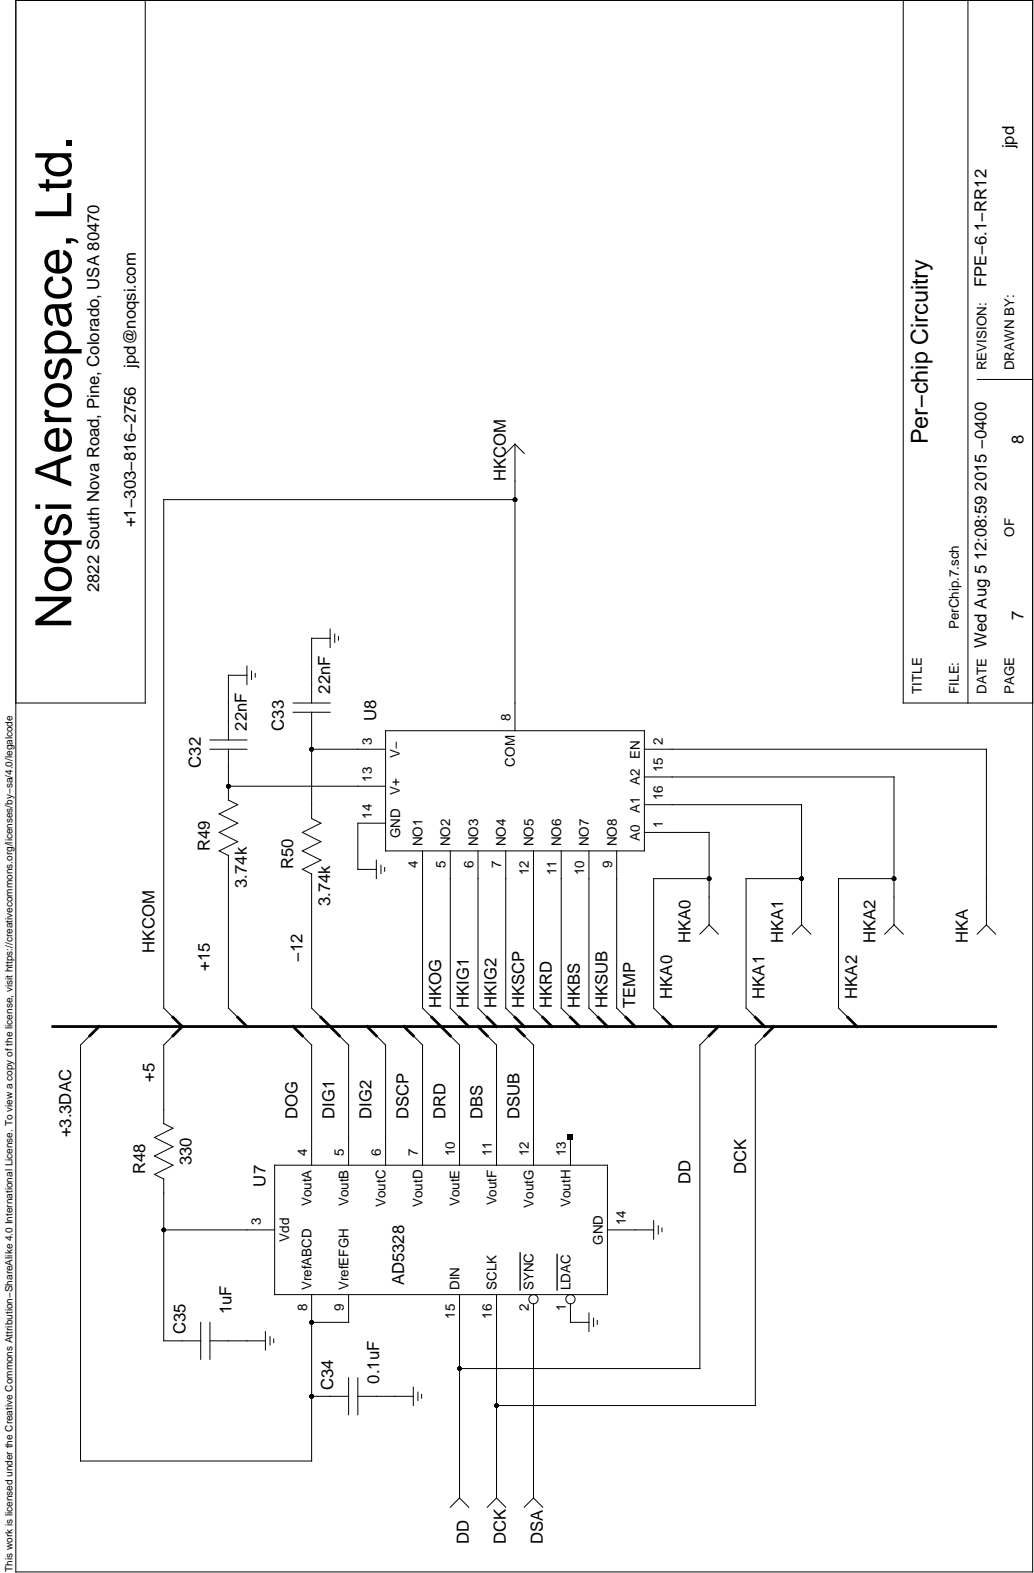 This work is licensed under the Creative Commons Attribution−ShareAlike 4.0 International License. To view a copy of the license, visit https://creativecommons.org/licenses/by−sa/4.0/legalcode
Noqsi Aerospace, Ltd.
2822 South Nova Road, Pine, Colorado, USA 80470
+1−303−816−2756 jpd@noqsi.com
+3.3DAC
+5
R48
330
C35
1uF
C34
0.1uF
U7
3
Vdd
8
VrefABCD
9
VrefEFGH
AD5328
15
DIN
16
SCLK
2
SYNC
1
LDAC
GND
14
VoutA
4
DOG
VoutB
5
DIG1
VoutC
6
DIG2
VoutD
7
DSCP
VoutE
10
DRD
VoutF
11
DBS
VoutG
12
DSUB
VoutH
13
DD
DCK
DD
DCK
DSA
HKCOM
+15
R49
3.74k
C32
22nF
−12
R50
3.74k
C33
22nF
U8
14
GND
13
V+
3
V−
HKOG
4
NO1
HKIG1
5
NO2
HKIG2
6
NO3
HKSCP
7
NO4
HKRD
12
NO5
HKBS
11
NO6
HKSUB
10
NO7
TEMP
9
NO8
COM
8
HKCOM
A0
1
A1
16
A2
15
EN
2
HKA0
HKA0
HKA1
HKA1
HKA2
HKA2
HKA
TITLE
Per−chip Circuitry
FILE: PerChip.7.sch
DATE Wed Aug 5 12:08:59 2015 −0400
REVISION: FPE−6.1−RR12
PAGE 7 OF 8
DRAWN BY: jpd